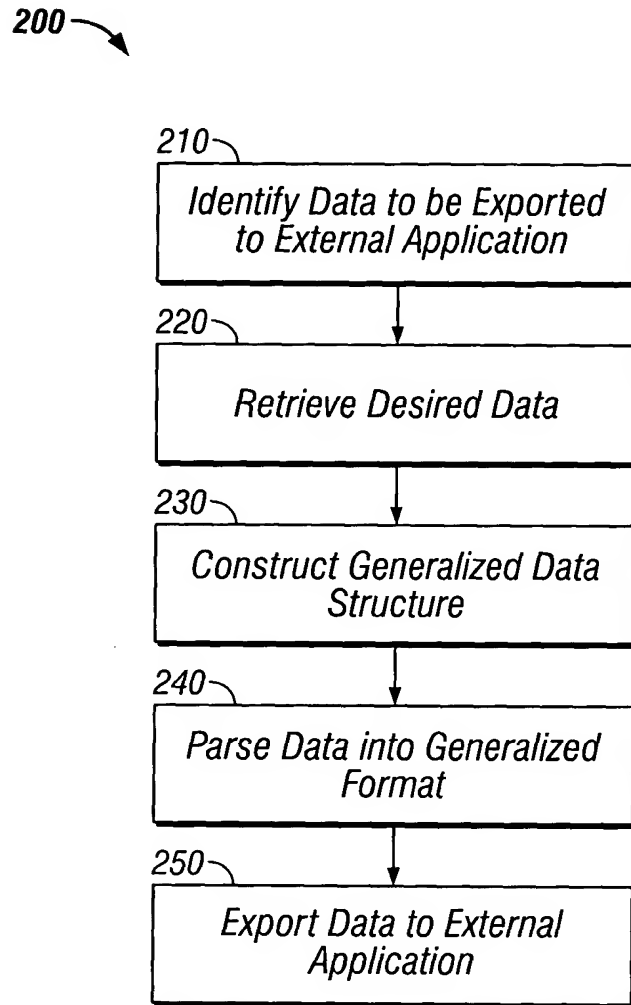 200
210
Identify Data to be Exported
to External Application
220
Retrieve Desired Data
230
Construct Generalized Data
Structure
240
Parse Data into Generalized
Format
250
Export Data to External
Application